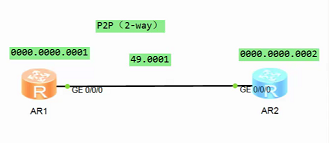 P2P（2-way）
0000.0000.0001
49.0001
0000.0000.0002
R
GE 0/0/0
GE 0/0/0
R
AR1
AR2